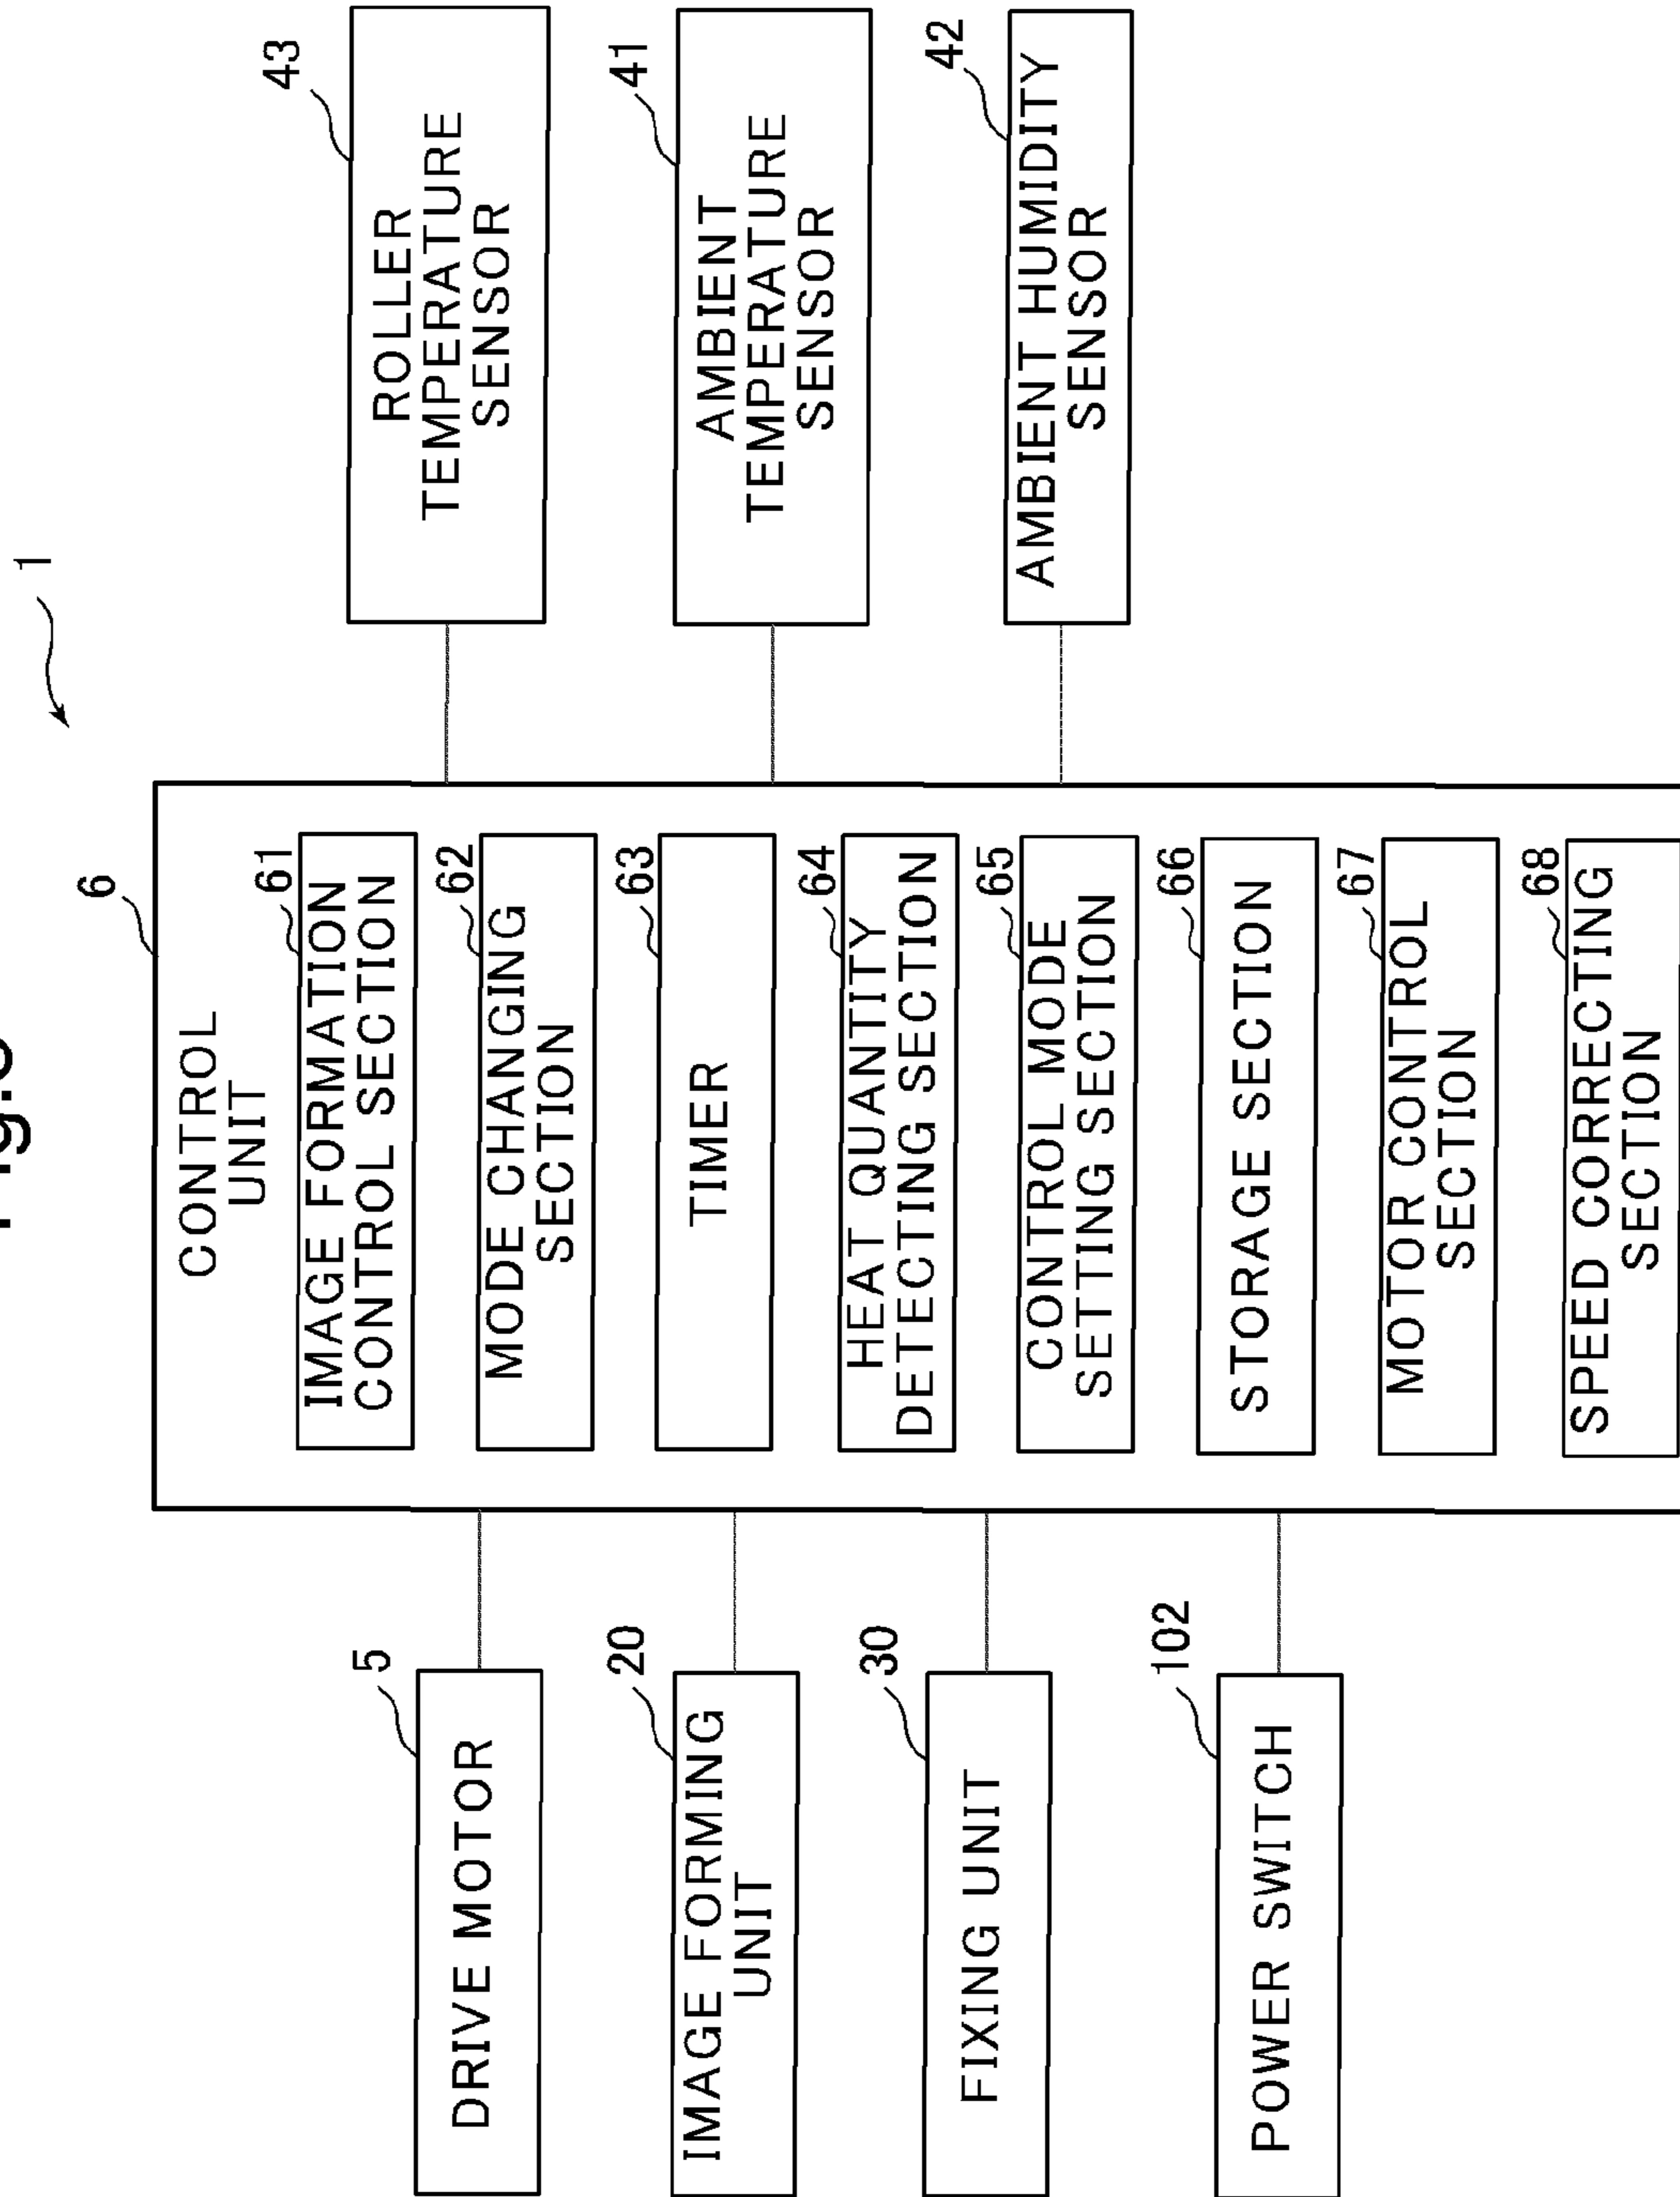 1
6
CONTROL
UNIT
5
DRIVE MOTOR
20
IMAGE FORMING
UNIT
30
FIXING UNIT
102
POWER SWITCH
61
IMAGE FORMATION
CONTROL SECTION
62
MODE CHANGING
SECTION
63
TIMER
64
HEAT QUANTITY
DETECTING SECTION
65
CONTROL MODE
SETTING SECTION
66
STORAGE SECTION
67
MOTOR CONTROL
SECTION
68
SPEED CORRECTING
SECTION
43
ROLLER
TEMPERATURE
SENSOR
41
AMBIENT
TEMPERATURE
SENSOR
42
AMBIENT HUMIDITY
SENSOR